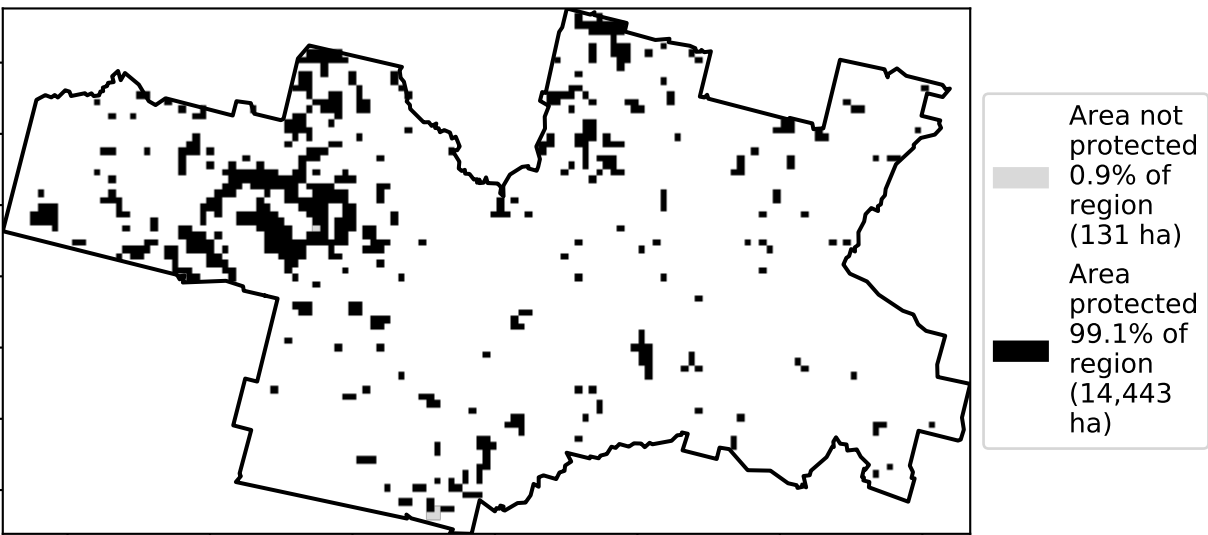 Area not
protected
0.9% of
region
(131 ha)
Area
protected
99.1% of
region
(14,443
ha)